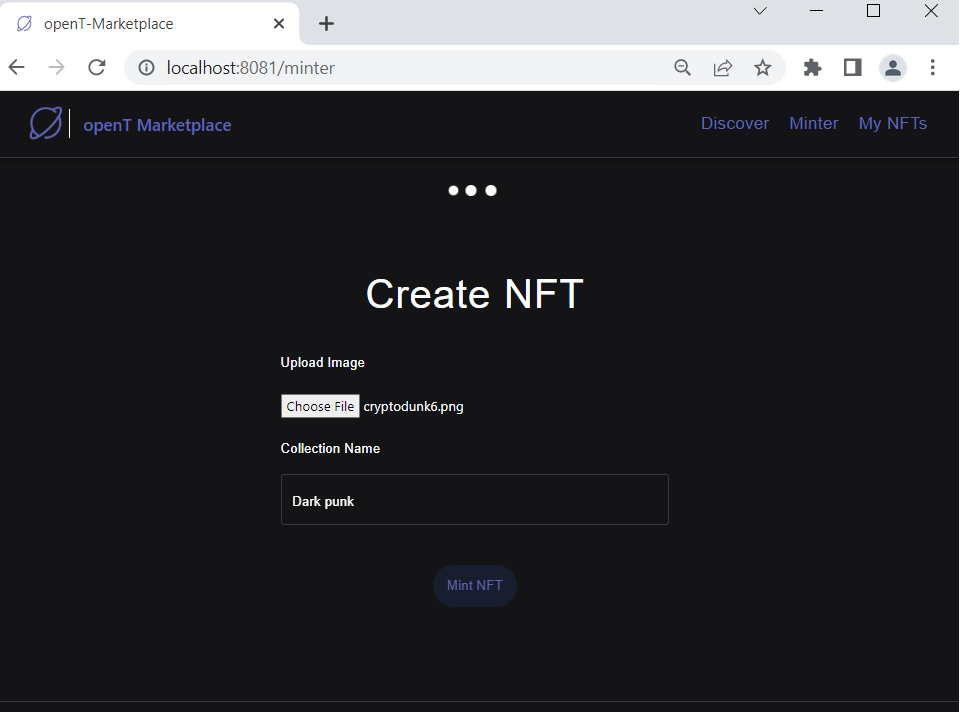 openT-Marketplace
localhost:8081/minter
openT Marketplace
Discover Minter My NFTs
Create NFT
Upload Image
Choose File cryptodunk6.png
Collection Name
Dark punk
Mint NFT